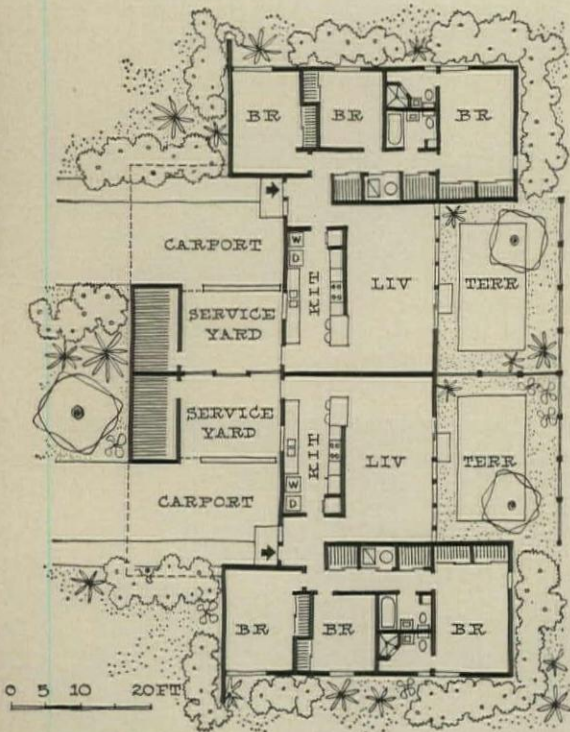 BR
BR
BR
CARPORT
W
D
KIT
LIV
TERR
SERVICE
YARD
SERVICE
YARD
KIT
LIV
TERR
W
D
CARPORT
BR
BR
BR
0 5 10 20FT